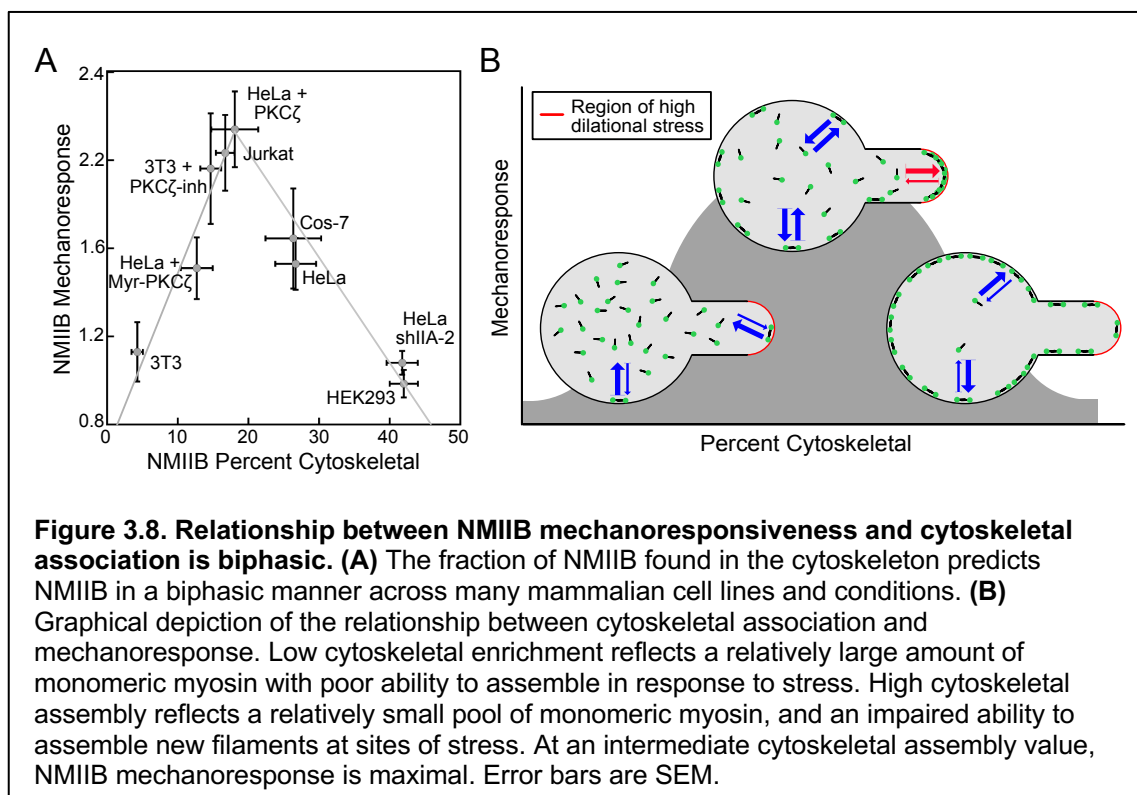 A
NMIIB Mechanoresponse
2.4
2.2
1.6
1.2
0.8
HeLa +
PKCζ
Jurkat
3T3 +
PKCζ-inh
Cos-7
HeLa +
Myr-PKCζ
HeLa
HeLa
shIIA-2
3T3
HEK293
0 10 20 30 40 50
NMIIB Percent Cytoskeletal
B
Mechanoresponse
Region of high
dilational stress
Percent Cytoskeletal
Figure 3.8. Relationship between NMIIB mechanoresponsiveness and cytoskeletal
association is biphasic. (A) The fraction of NMIIB found in the cytoskeleton predicts
NMIIB in a biphasic manner across many mammalian cell lines and conditions. (B)
Graphical depiction of the relationship between cytoskeletal association and
mechanoresponse. Low cytoskeletal enrichment reflects a relatively large amount of
monomeric myosin with poor ability to assemble in response to stress. High cytoskeletal
assembly reflects a relatively small pool of monomeric myosin, and an impaired ability to
assemble new filaments at sites of stress. At an intermediate cytoskeletal assembly value,
NMIIB mechanoresponse is maximal. Error bars are SEM.